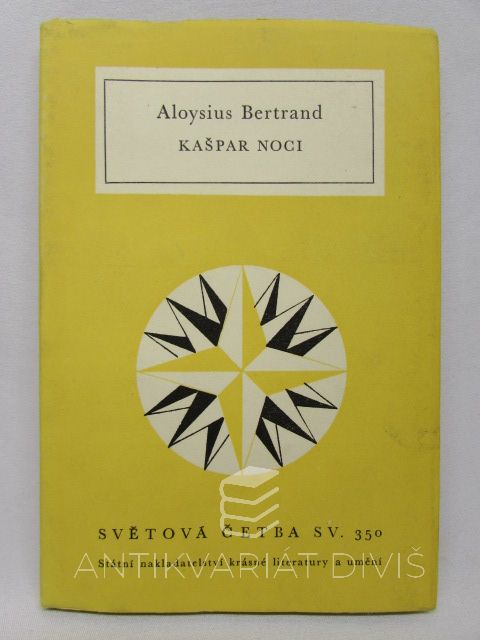 Aloysius Bertrand
KAŠPAR NOCI
SVĚTOVÁ ČETBA SV. 350
Státní nakladatelství krásné literatury a umění
ANTIKVARIÁT DIVIŠ